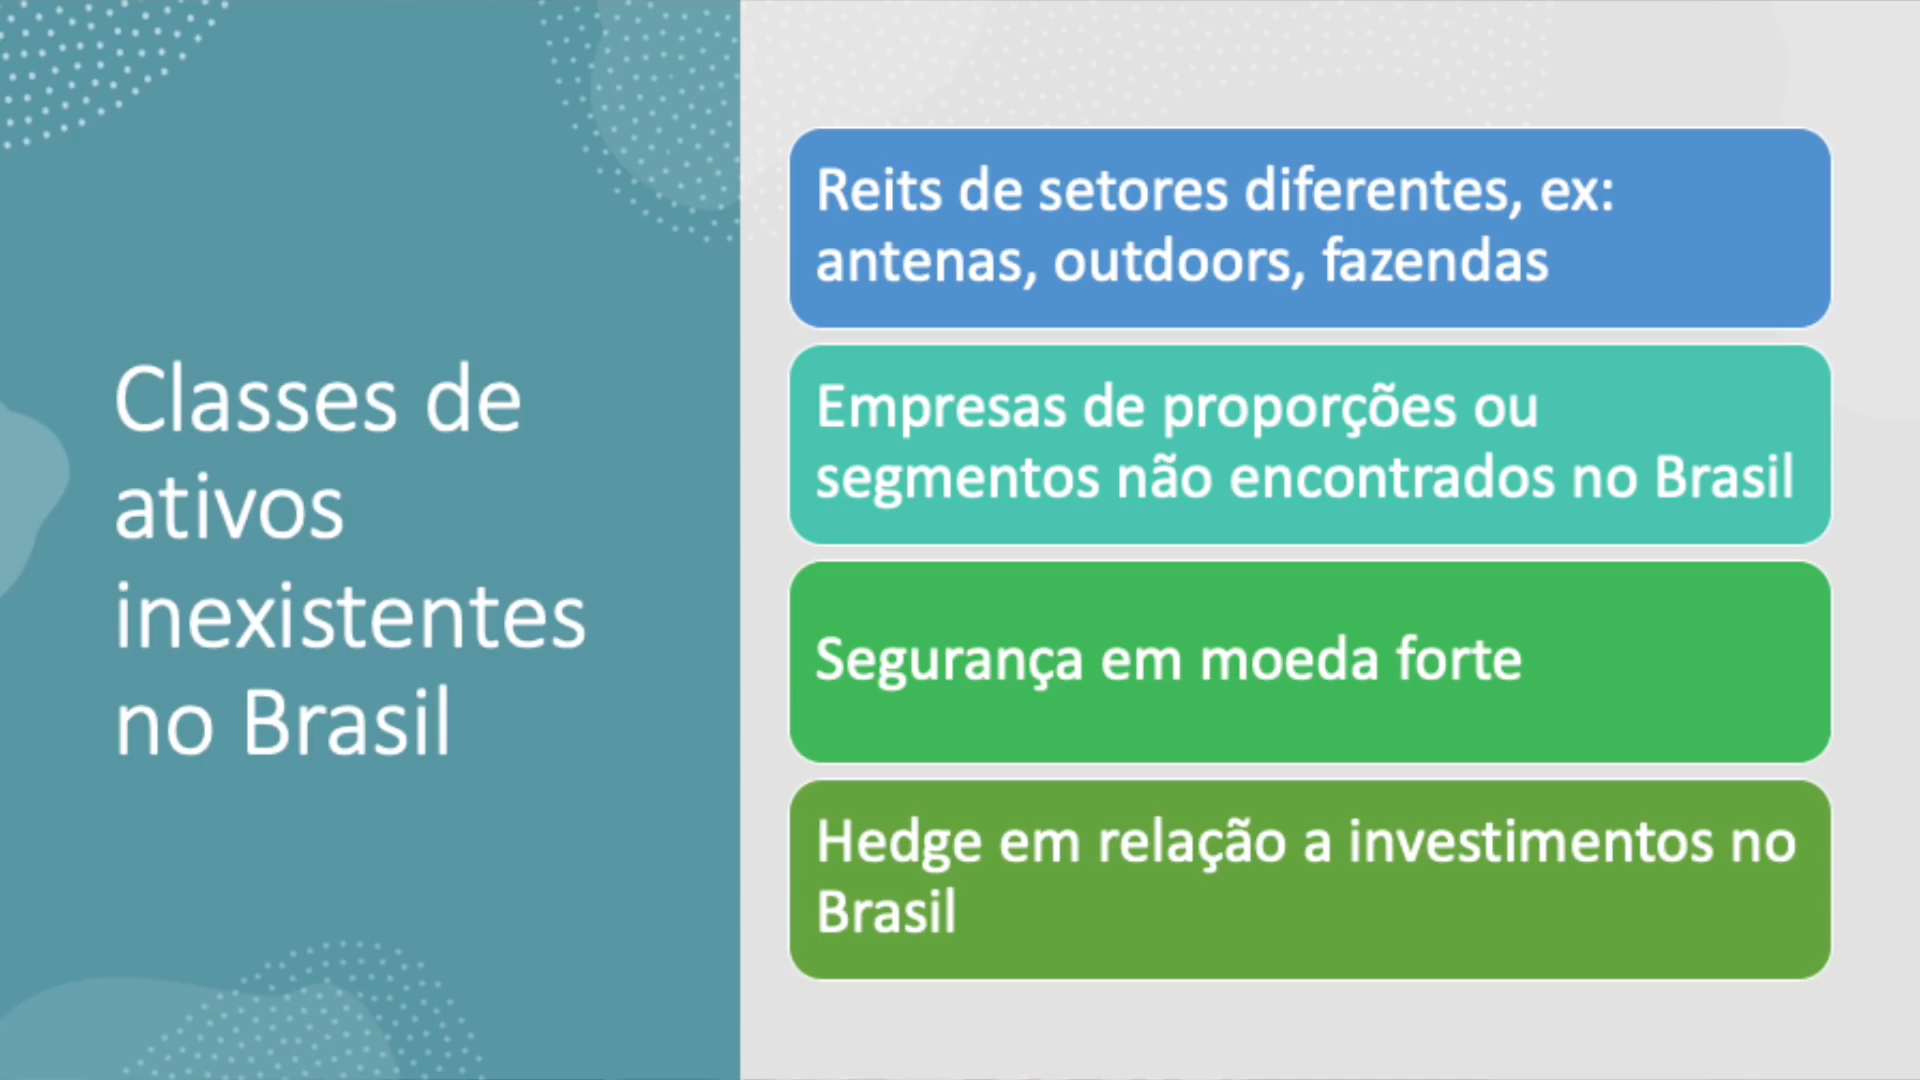 Classes de
ativos
inexistentes
no Brasil
Reits de setores diferentes, ex:
antenas, outdoors, fazendas
Empresas de proporções ou
segmentos não encontrados no Brasil
Segurança em moeda forte
Hedge em relação a investimentos no
Brasil